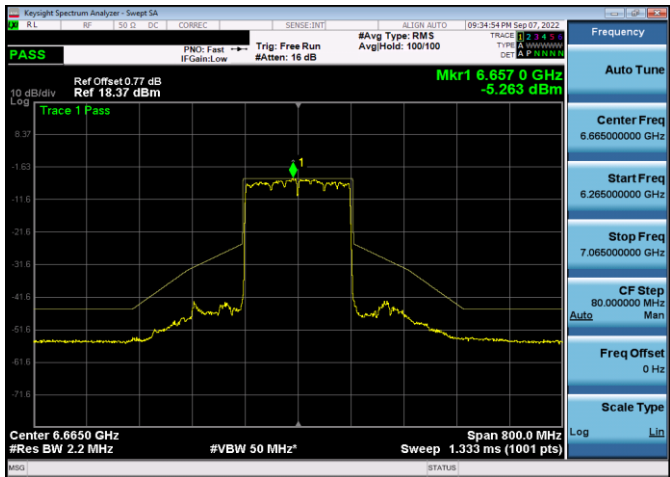 Keysight Spectrum Analyzer - Swept SA
RL RF 50 Ω DC CORREC SENSE:INT ALIGN AUTO 09:34:54 PM Sep 07, 2022
PASS
PNO: Fast
IFGain:Low
Trig: Free Run
#Atten: 16 dB
#Avg Type: RMS
Avg|Hold: 100/100
TRACE 1 2 3 4 5 6
TYPE A WWWWW
DET A P N N N N
Mkr1 6.657 0 GHz
-5.263 dBm
Ref Offset 0.77 dB
10 dB/div Ref 18.37 dBm
Log
Trace 1 Pass
1
8.37
-1.63
-11.6
-21.6
-31.6
-41.6
-51.6
-61.6
-71.6
Center 6.6650 GHz
#Res BW 2.2 MHz
#VBW 50 MHz*
Span 800.0 MHz
Sweep 1.333 ms (1001 pts)
MSG STATUS
Frequency
Auto Tune
Center Freq
6.665000000 GHz
Start Freq
6.265000000 GHz
Stop Freq
7.065000000 GHz
CF Step
80.000000 MHz
Auto Man
Freq Offset
0 Hz
Scale Type
Log Lin